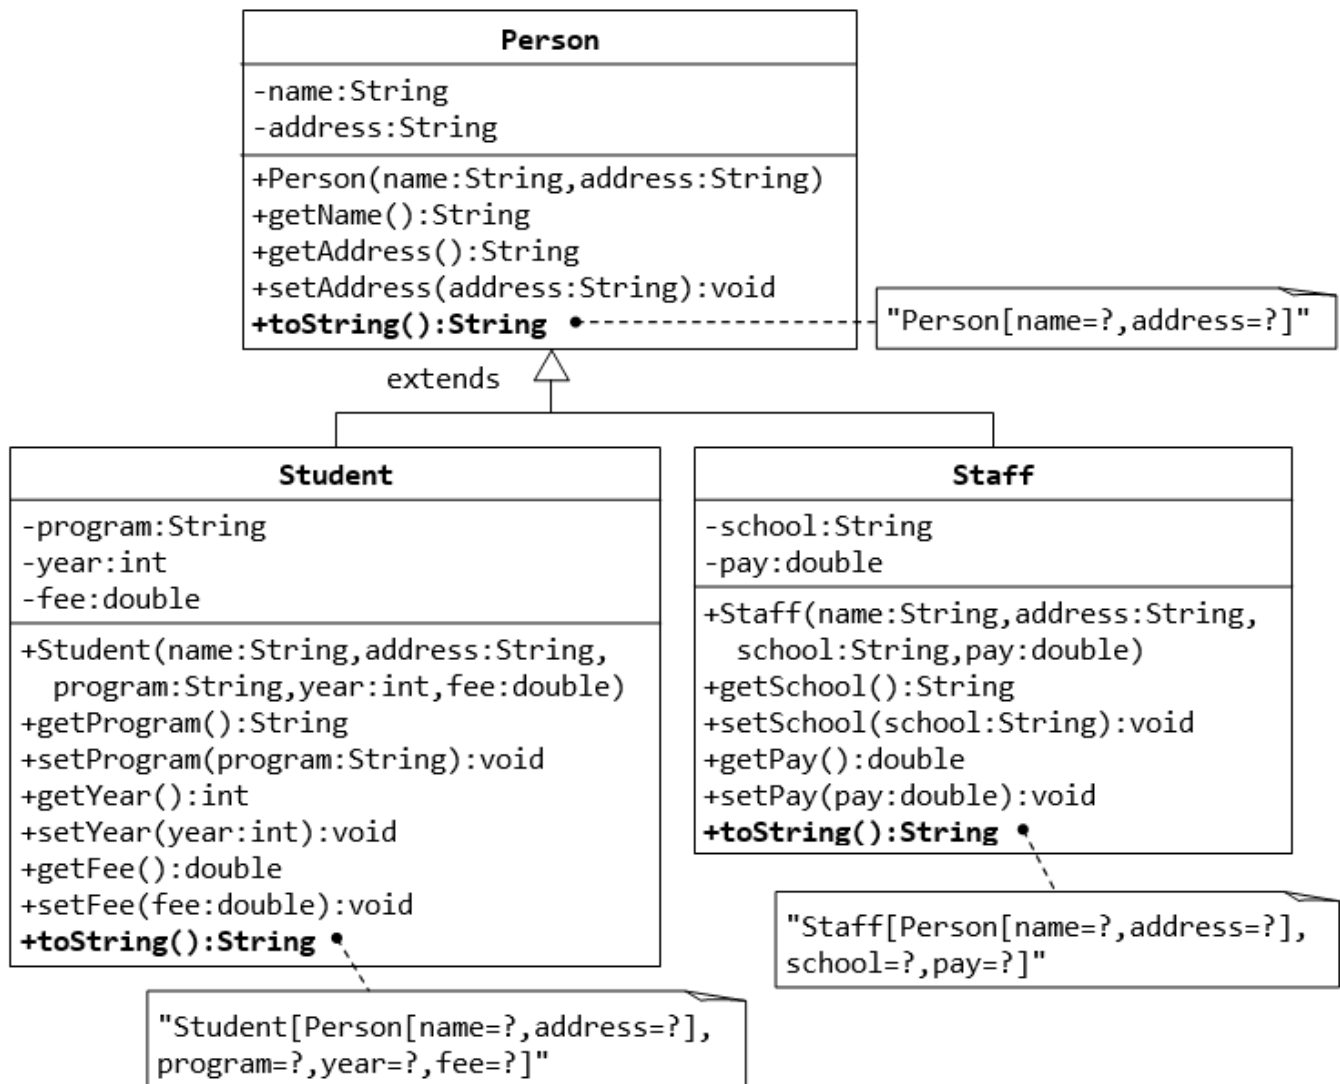 Person
-name:String
-address:String
+Person(name:String,address:String)
+getName():String
+getAddress():String
+setAddress(address:String):void
+toString():String
"Person[name=?,address=?]"
extends
Student
-program:String
-year:int
-fee:double
+Student(name:String,address:String,
program:String,year:int,fee:double)
+getProgram():String
+setProgram(program:String):void
+getYear():int
+setYear(year:int):void
+getFee():double
+setFee(fee:double):void
+toString():String
"Student[Person[name=?,address=?],
program=?,year=?,fee=?]"
Staff
-school:String
-pay:double
+Staff(name:String,address:String,
school:String,pay:double)
+getSchool():String
+setSchool(school:String):void
+getPay():double
+setPay(pay:double):void
+toString():String
"Staff[Person[name=?,address=?],
school=?,pay=?]"